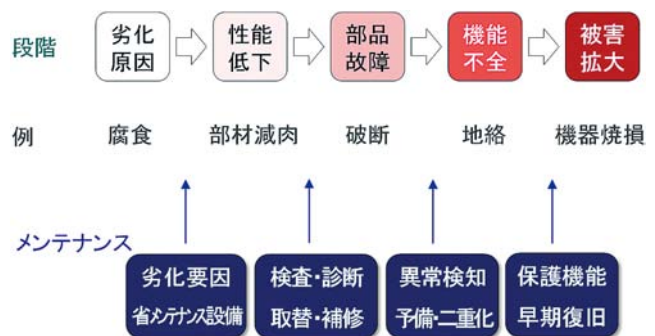 段階
劣化
原因
性能
低下
部品
故障
機能
不全
被害
拡大
例 腐食 部材減肉 破断 地絡 機器焼損
メンテナンス
劣化要因
省メンテナンス設備
検査・診断
取替・補修
異常検知
予備・二重化
保護機能
早期復旧